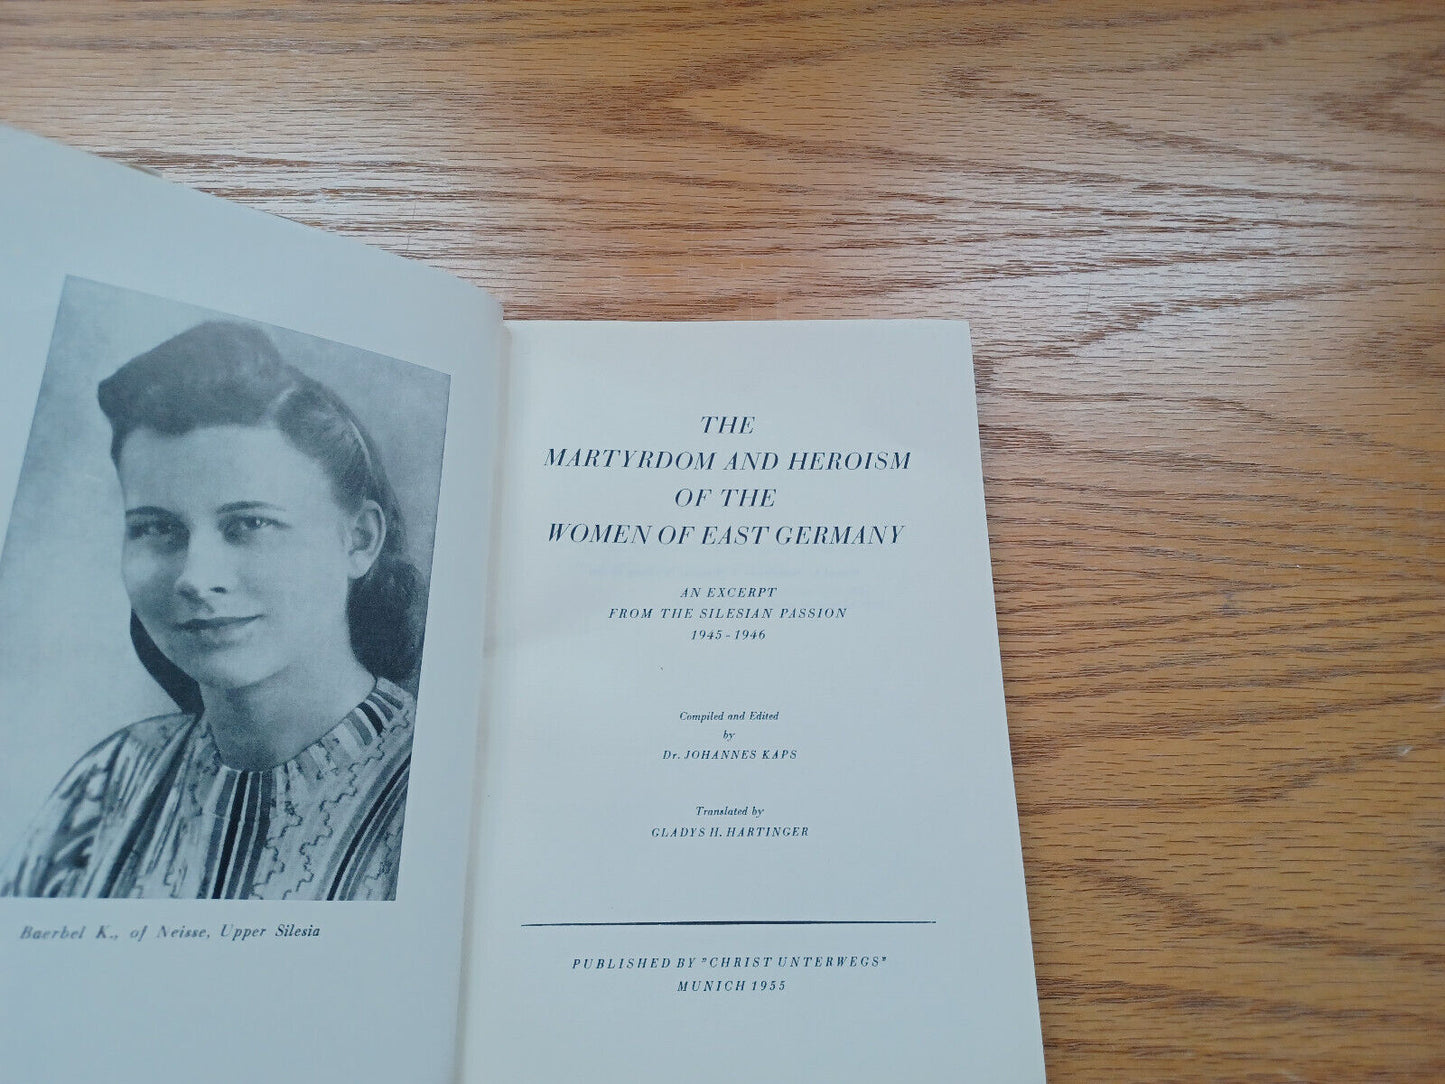 Baerbel K., of Neisse, Upper Silesia
THE
MARTYRDOM AND HEROISM
OF THE
WOMEN OF EAST GERMANY
AN EXCERPT
FROM THE SILESIAN PASSION
1945-1946
Compiled and Edited
by
Dr. JOHANNES KAPS
Translated by
GLADYS H. HARTINGER
PUBLISHED BY "CHRIST UNTERWEGS"
MUNICH 1955